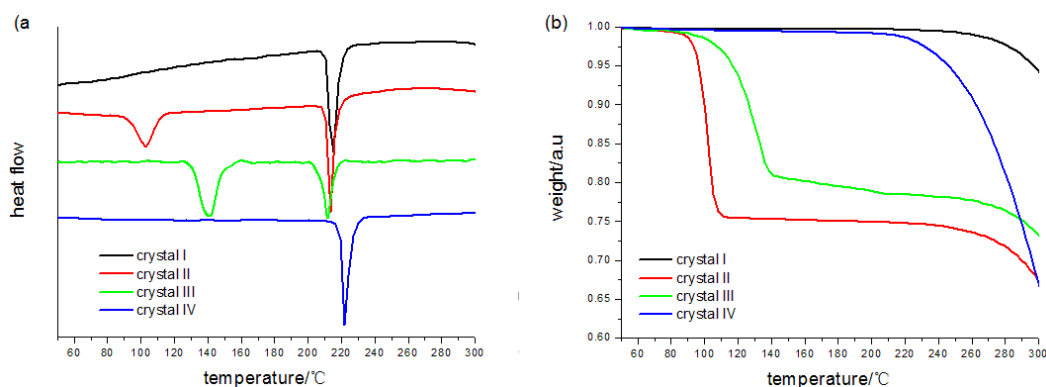 (a
heat flow
crystal I
crystal II
crystal III
crystal IV
60 80 100 120 140 160 180 200 220 240 260 280 300
temperature/℃
(b)
weight/a.u
1.00
0.95
0.90
0.85
0.80
0.75
0.70
0.65
0.60
crystal I
crystal II
crystal III
crystal IV
60 80 100 120 140 160 180 200 220 240 260 280 300
temperature/℃